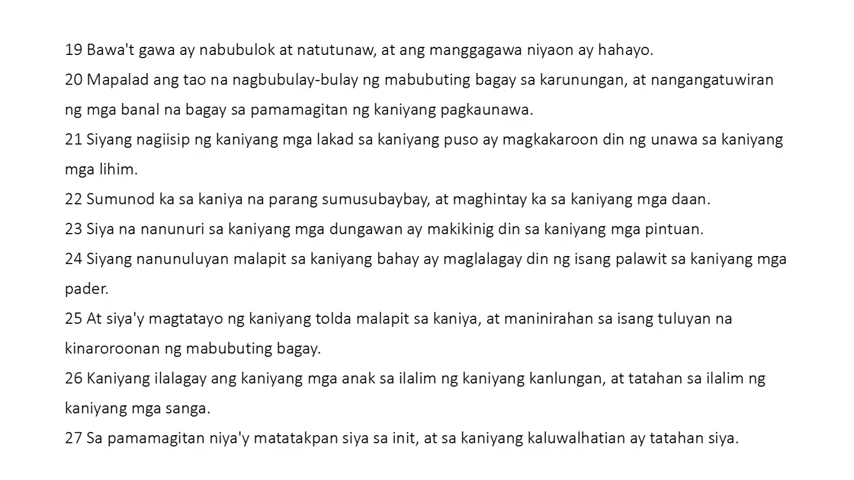 19 Bawa't gawa ay nabubulok at natutunaw, at ang manggagawa niyaon ay hahayo.
20 Mapalad ang tao na nagbubulay-bulay ng mabubuting bagay sa karunungan, at nangangatuwiran
ng mga banal na bagay sa pamamagitan ng kaniyang pagkaunawa.
21 Siyang nagiisip ng kaniyang mga lakad sa kaniyang puso ay magkakaroon din ng unawa sa kaniyang
mga lihim.
22 Sumunod ka sa kaniya na parang sumusubaybay, at maghintay ka sa kaniyang mga daan.
23 Siya na nanunuri sa kaniyang mga dungawan ay makikinig din sa kaniyang mga pintuan.
24 Siyang nanunuluyan malapit sa kaniyang bahay ay maglalagay din ng isang palawit sa kaniyang mga
pader.
25 At siya'y magtatayo ng kaniyang tolda malapit sa kaniya, at maninirahan sa isang tuluyan na
kinaroroonan ng mabubuting bagay.
26 Kaniyang ilalagay ang kaniyang mga anak sa ilalim ng kaniyang kanlungan, at tatahan sa ilalim ng
kaniyang mga sanga.
27 Sa pamamagitan niya'y matatakpan siya sa init, at sa kaniyang kaluwalhatian ay tatahan siya.